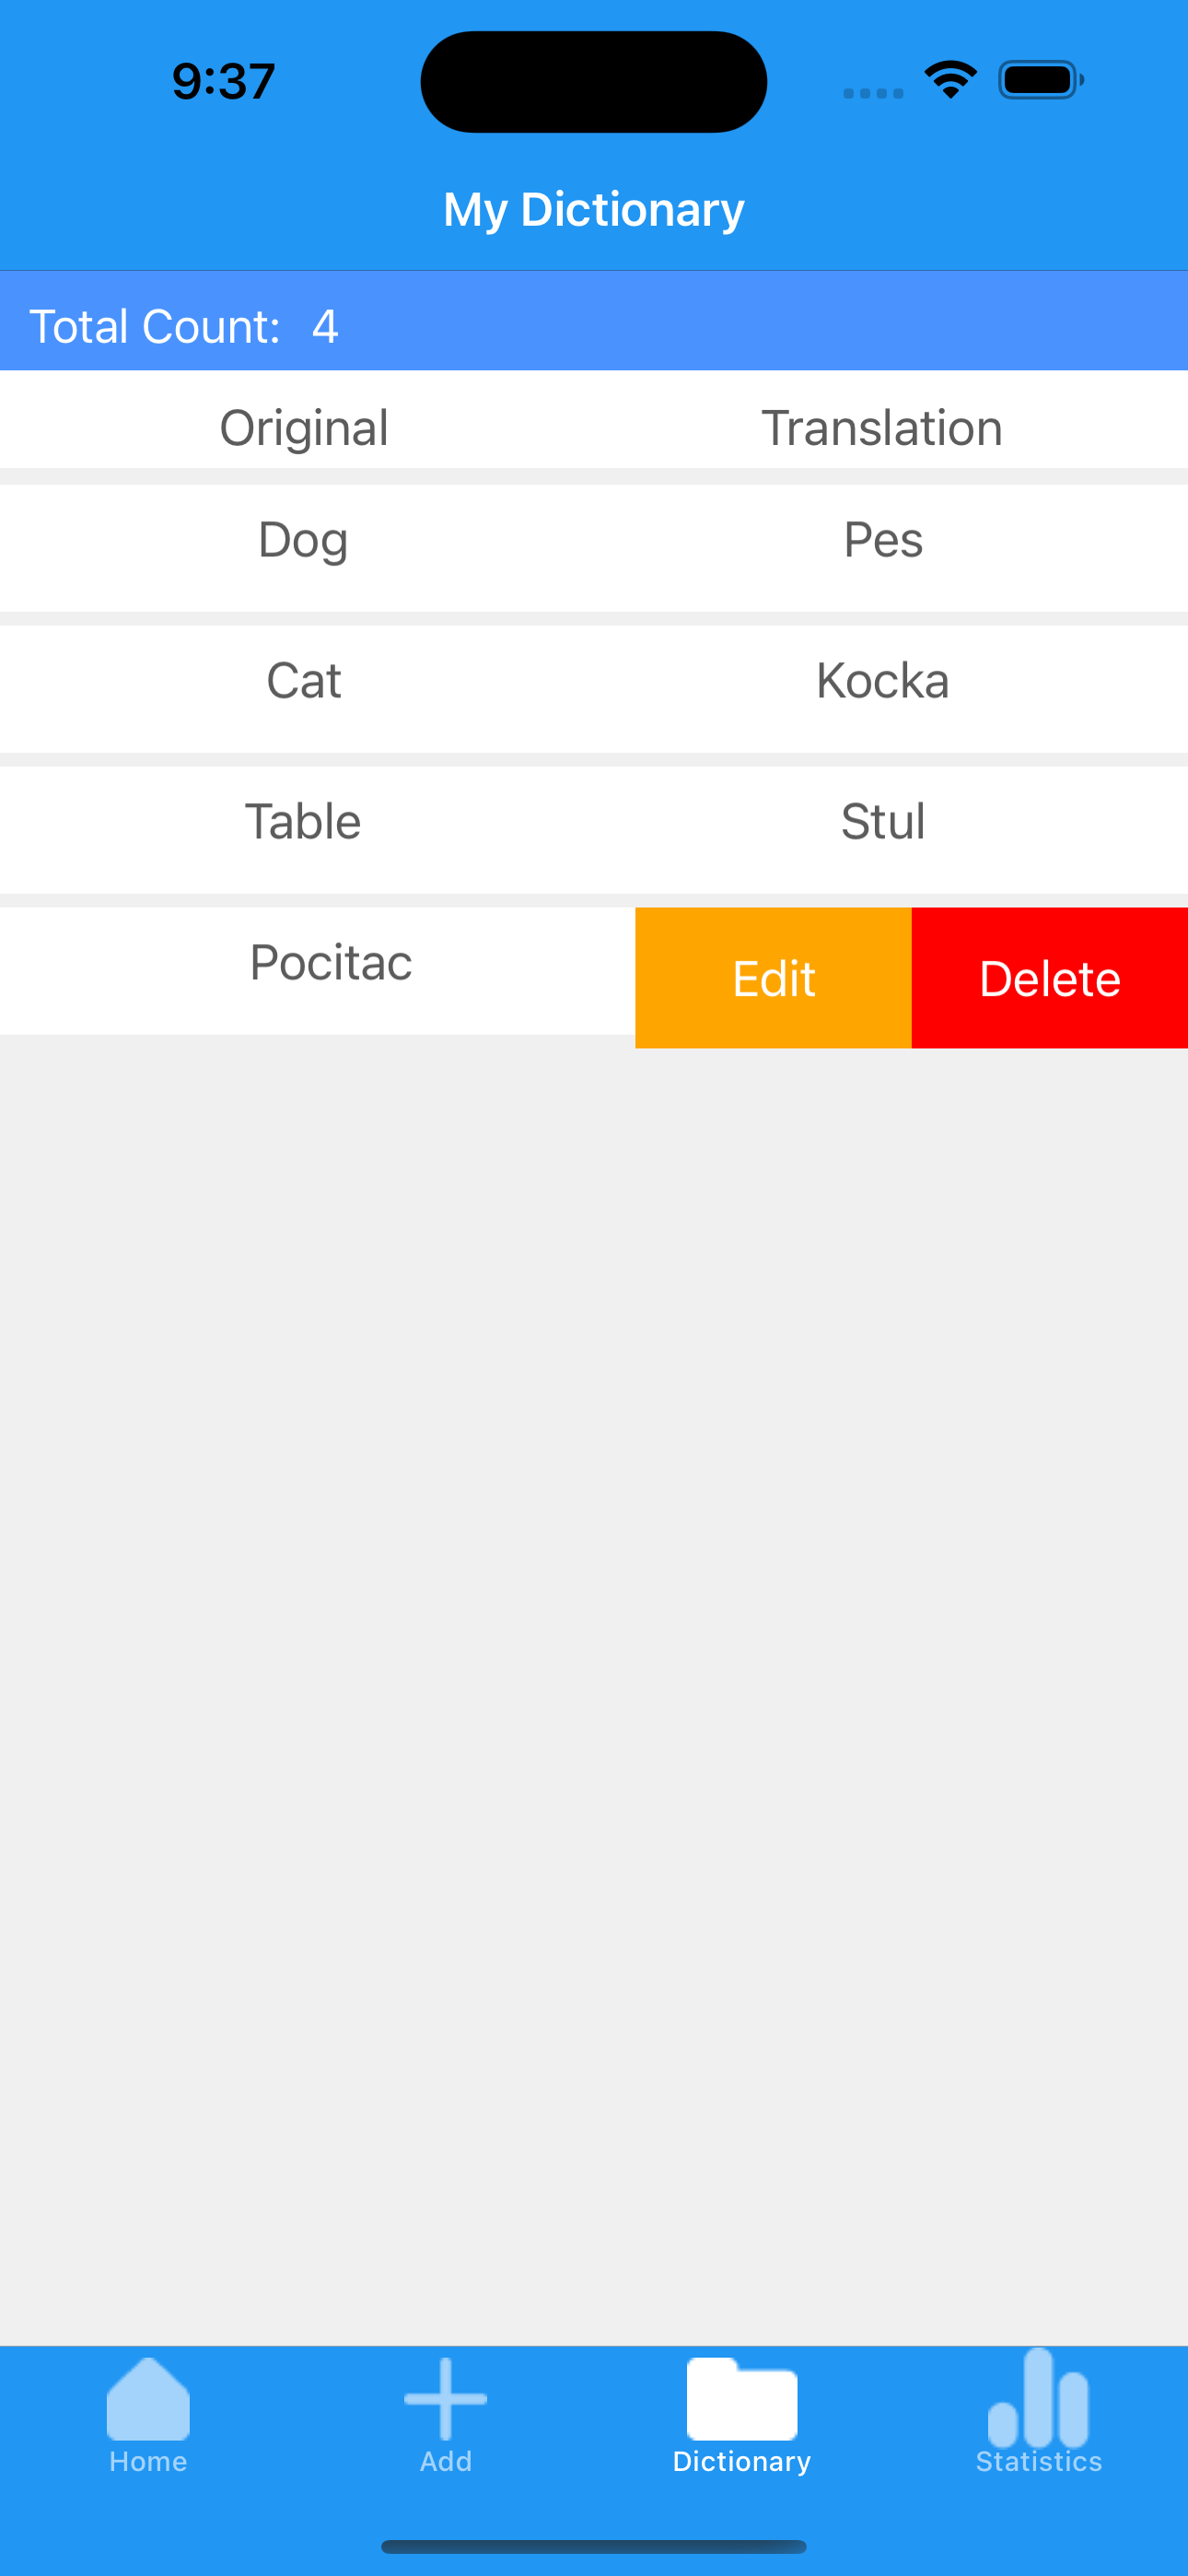 9:37
My Dictionary
Total Count: 4
Original Translation
Dog Pes
Cat Kocka
Table Stul
Pocitac Edit Delete
Home Add Dictionary Statistics